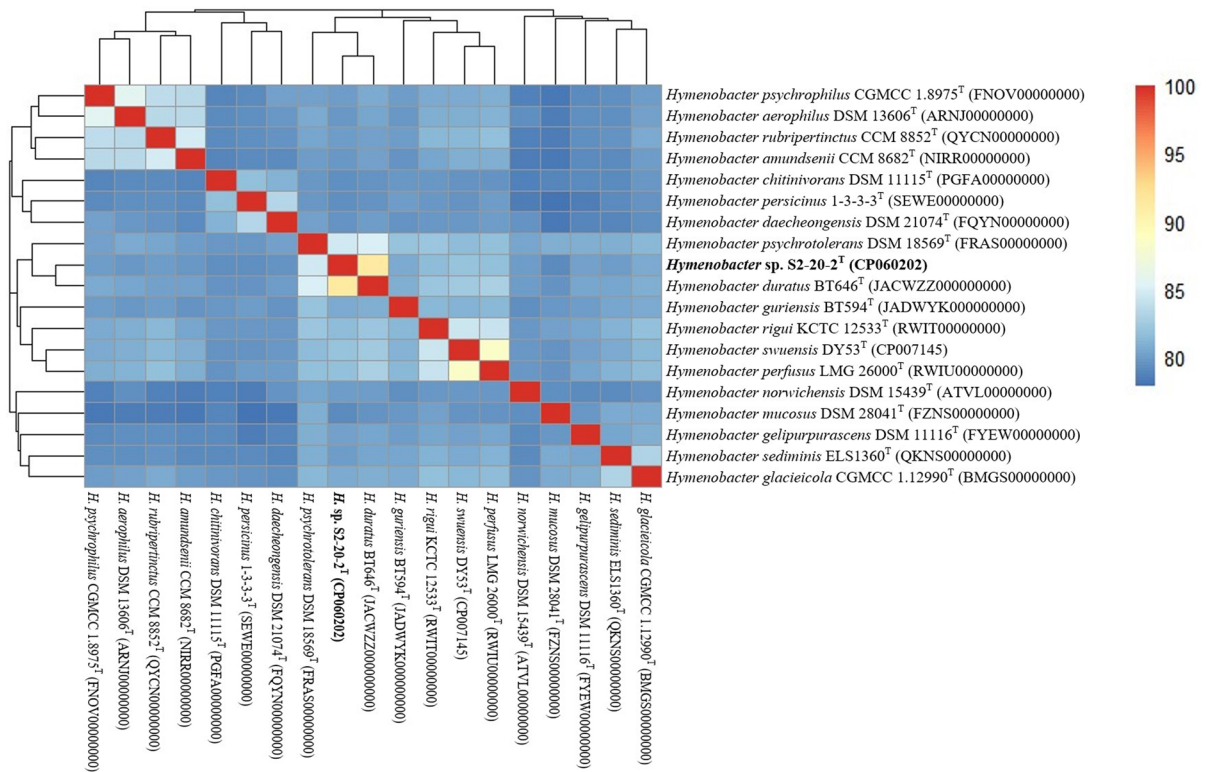 Hymenobacter psychrophilus CGMCC 1.8975T (FNOV00000000)
Hymenobacter aerophilus DSM 13606T (ARNJ00000000)
Hymenobacter rubripertinctus CCM 8852T (QYCN00000000)
Hymenobacter amundsenii CCM 8682T (NIRR00000000)
Hymenobacter chitinivorans DSM 11115T (PGFA00000000)
Hymenobacter persicinus 1-3-3-3T (SEWE00000000)
Hymenobacter daecheongensis DSM 21074T (FQYN00000000)
Hymenobacter psychrotolerans DSM 18569T (FRAS00000000)
Hymenobacter sp. S2-20-2T (CP060202)
Hymenobacter duratus BT646T (JACWZZ000000000)
Hymenobacter guriensis BT594T (JADWYK000000000)
Hymenobacter rigui KCTC 12533T (RWIT00000000)
Hymenobacter swuensis DY53T (CP007145)
Hymenobacter perfusus LMG 26000T (RWIU00000000)
Hymenobacter norwichensis DSM 15439T (ATVL00000000)
Hymenobacter mucosus DSM 28041T (FZNS00000000)
Hymenobacter gelipurpurascens DSM 11116T (FYEW00000000)
Hymenobacter sediminis ELS1360T (QKNS00000000)
Hymenobacter glacieicola CGMCC 1.12990T (BMGS00000000)
100
95
90
85
80
H. psychrophilus CGMCC 1.8975T (FNOV00000000)
H. aerophilus DSM 13606T (ARNJ00000000)
H. rubripertinctus CCM 8852T (QYCN00000000)
H. amundsenii CCM 8682T (NIRR00000000)
H. chitinivorans DSM 11115T (PGFA00000000)
H. persicinus 1-3-3-3T (SEWE00000000)
H. daecheongensis DSM 21074T (FQYN00000000)
H. psychrotolerans DSM 18569T (FRAS00000000)
H. sp. S2-20-2T (CP060202)
H. duratus BT646T (JACWZZ000000000)
H. guriensis BT594T (JADWYK000000000)
H. rigui KCTC 12533T (RWIT00000000)
H. swuensis DY53T (CP007145)
H. perfusus LMG 26000T (RWIU00000000)
H. norwichensis DSM 15439T (ATVL00000000)
H. mucosus DSM 28041T (FZNS00000000)
H. gelipurpurascens DSM 11116T (FYEW00000000)
H. sediminis ELS1360T (QKNS00000000)
H. glacieicola CGMCC 1.12990T (BMGS00000000)